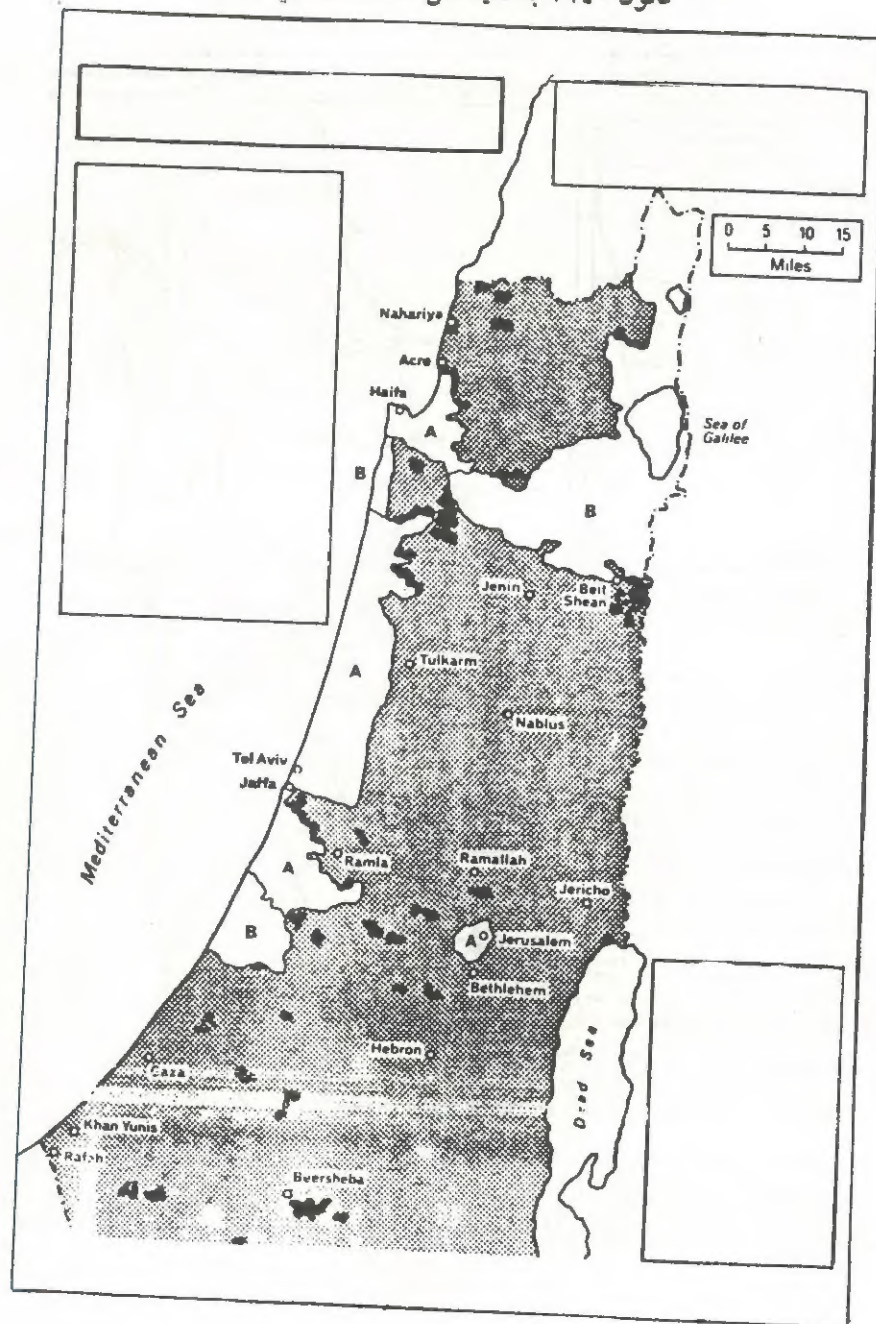 0 5 10 15
Miles
Nahariya
Acre
Haifa
A
Sea of
Galilee
B
B
Jenin
Beit
Shean
A
Tulkarm
Nablus
Mediterranean Sea
Tel Aviv
Jaffa
A
Ramla
Ramallah
Jericho
B
A
Jerusalem
Bethlehem
Hebron
Gaza
Dead Sea
Khan Yunis
Rafah
Beersheba